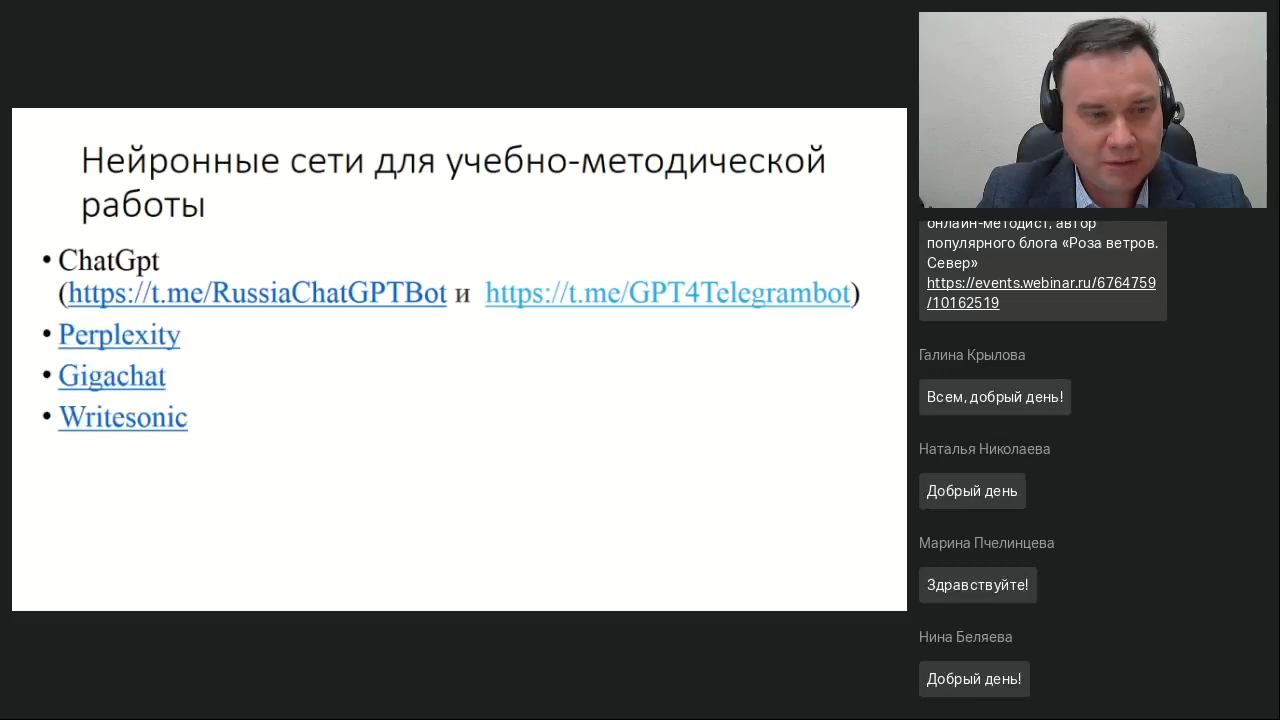 Нейронные сети для учебно-методической
работы
• ChatGpt
(https://t.me/RussiaChatGPTBot и https://t.me/GPT4Telegrambot)
• Perplexity
• Gigachat
• Writesonic
онлайн-методист, автор
популярного блога «Роза ветров.
Север»
https://events.webinar.ru/6764759
/10162519
Галина Крылова
Всем, добрый день!
Наталья Николаева
Добрый день
Марина Пчелинцева
Здравствуйте!
Нина Беляева
Добрый день!